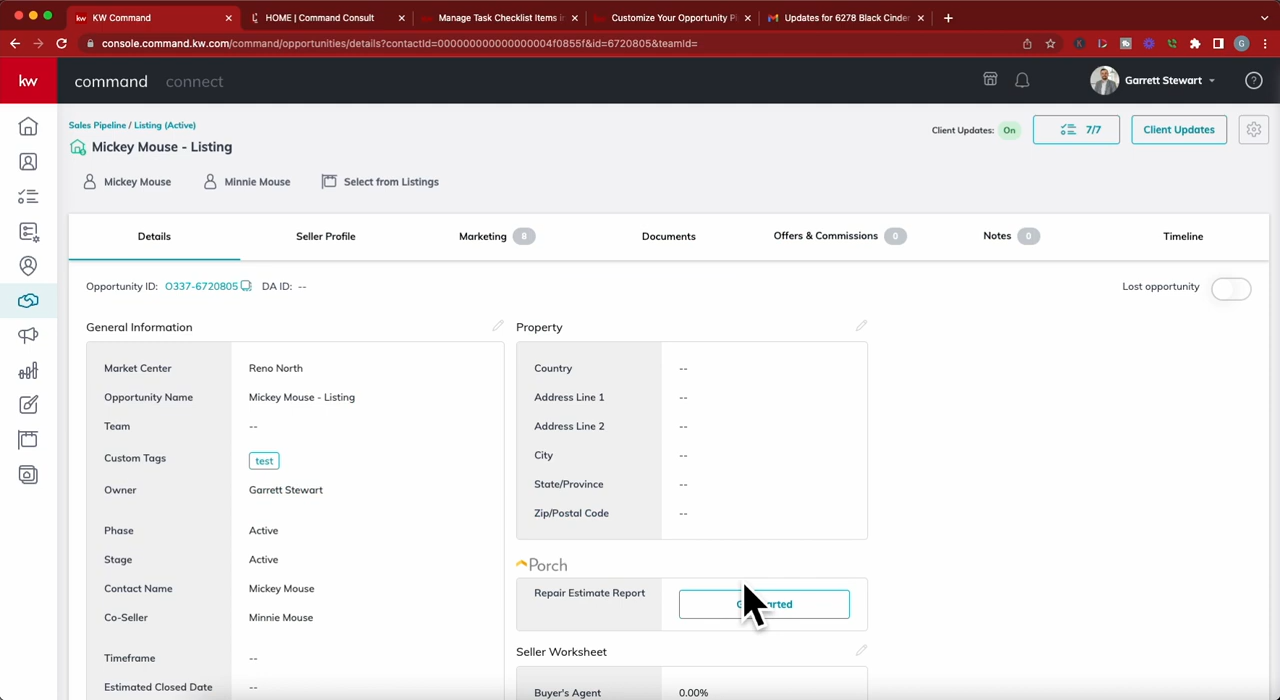 KW Command
HOME | Command Consult
Manage Task Checklist Items i
Customize Your Opportunity P
Updates for 6278 Black Cinder
console.command.kw.com/command/opportunities/details?contactId=000000000000000004f0855f&id=6720805&teamId=
kw
command
connect
Garrett Stewart
Sales Pipeline / Listing (Active)
Client Updates: On
7/7
Client Updates
Mickey Mouse - Listing
Mickey Mouse
Minnie Mouse
Select from Listings
Details
Seller Profile
Marketing 8
Documents
Offers & Commissions 0
Notes 0
Timeline
Opportunity ID: O337-6720805 DA ID: --
Lost opportunity
General Information
Market Center Reno North
Opportunity Name Mickey Mouse - Listing
Team --
Custom Tags test
Owner Garrett Stewart
Phase Active
Stage Active
Contact Name Mickey Mouse
Co-Seller Minnie Mouse
Timeframe --
Estimated Closed Date --
Property
Country --
Address Line 1 --
Address Line 2 --
City --
State/Province --
Zip/Postal Code --
Porch
Repair Estimate Report
Seller Worksheet
Buyer's Agent 0.00%